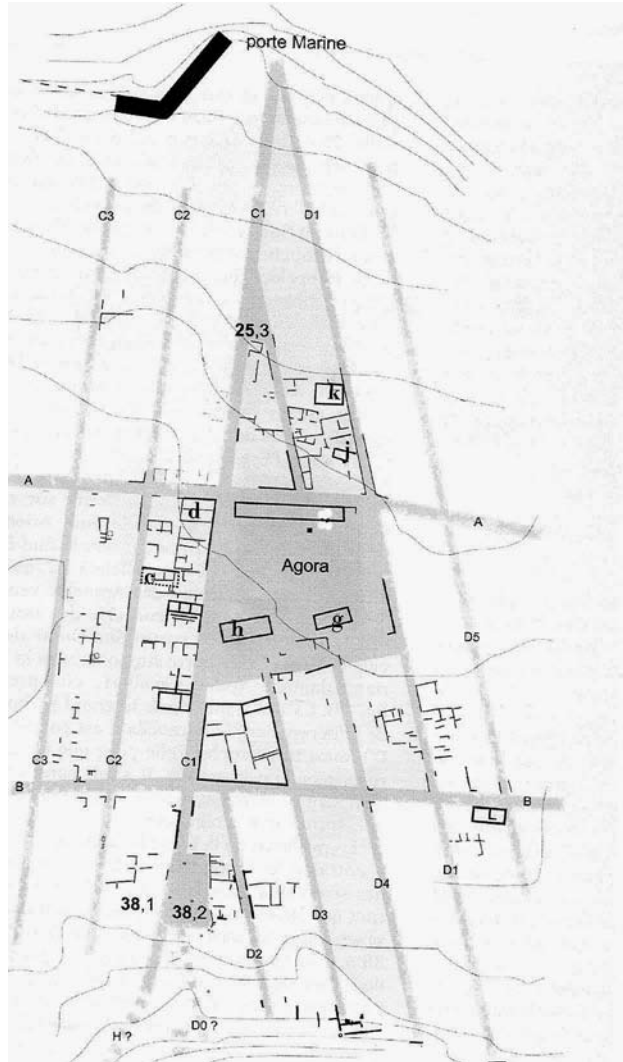 porte Marine
C3 C2 C1 D1
25,3
k
j
A
d
A
Agora
c
h g
D5
C3 C2 C1
B
B
D4 D1
38,1 38,2 D3
D2
H ? D0 ?